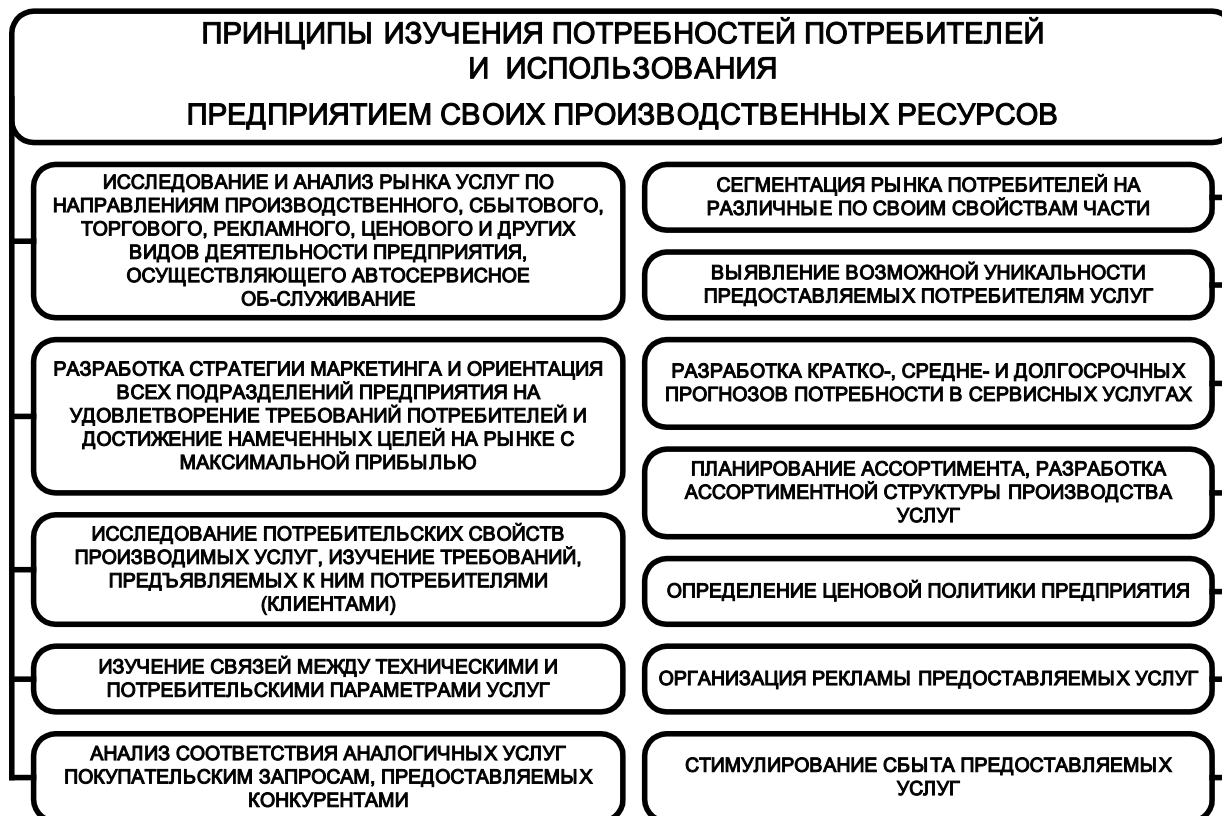 ПРИНЦИПЫ ИЗУЧЕНИЯ ПОТРЕБНОСТЕЙ ПОТРЕБИТЕЛЕЙ
И ИСПОЛЬЗОВАНИЯ
ПРЕДПРИЯТИЕМ СВОИХ ПРОИЗВОДСТВЕННЫХ РЕСУРСОВ
ИССЛЕДОВАНИЕ И АНАЛИЗ РЫНКА УСЛУГ ПО
НАПРАВЛЕНИЯМ ПРОИЗВОДСТВЕННОГО, СБЫТОВОГО,
ТОРГОВОГО, РЕКЛАМНОГО, ЦЕНОВОГО И ДРУГИХ
ВИДОВ ДЕЯТЕЛЬНОСТИ ПРЕДПРИЯТИЯ,
ОСУЩЕСТВЛЯЮЩЕГО АВТОСЕРВИСНОЕ
ОБ-СЛУЖИВАНИЕ
РАЗРАБОТКА СТРАТЕГИИ МАРКЕТИНГА И ОРИЕНТАЦИЯ
ВСЕХ ПОДРАЗДЕЛЕНИЙ ПРЕДПРИЯТИЯ НА
УДОВЛЕТВОРЕНИЕ ТРЕБОВАНИЙ ПОТРЕБИТЕЛЕЙ И
ДОСТИЖЕНИЕ НАМЕЧЕННЫХ ЦЕЛЕЙ НА РЫНКЕ С
МАКСИМАЛЬНОЙ ПРИБЫЛЬЮ
ИССЛЕДОВАНИЕ ПОТРЕБИТЕЛЬСКИХ СВОЙСТВ
ПРОИЗВОДИМЫХ УСЛУГ, ИЗУЧЕНИЕ ТРЕБОВАНИЙ,
ПРЕДЪЯВЛЯЕМЫХ К НИМ ПОТРЕБИТЕЛЯМИ
(КЛИЕНТАМИ)
ИЗУЧЕНИЕ СВЯЗЕЙ МЕЖДУ ТЕХНИЧЕСКИМИ И
ПОТРЕБИТЕЛЬСКИМИ ПАРАМЕТРАМИ УСЛУГ
АНАЛИЗ СООТВЕТСТВИЯ АНАЛОГИЧНЫХ УСЛУГ
ПОКУПАТЕЛЬСКИМ ЗАПРОСАМ, ПРЕДОСТАВЛЯЕМЫХ
КОНКУРЕНТАМИ
СЕГМЕНТАЦИЯ РЫНКА ПОТРЕБИТЕЛЕЙ НА
РАЗЛИЧНЫЕ ПО СВОИМ СВОЙСТВАМ ЧАСТИ
ВЫЯВЛЕНИЕ ВОЗМОЖНОЙ УНИКАЛЬНОСТИ
ПРЕДОСТАВЛЯЕМЫХ ПОТРЕБИТЕЛЯМ УСЛУГ
РАЗРАБОТКА КРАТКО-, СРЕДНЕ- И ДОЛГОСРОЧНЫХ
ПРОГНОЗОВ ПОТРЕБНОСТИ В СЕРВИСНЫХ УСЛУГАХ
ПЛАНИРОВАНИЕ АССОРТИМЕНТА, РАЗРАБОТКА
АССОРТИМЕНТНОЙ СТРУКТУРЫ ПРОИЗВОДСТВА
УСЛУГ
ОПРЕДЕЛЕНИЕ ЦЕНОВОЙ ПОЛИТИКИ ПРЕДПРИЯТИЯ
ОРГАНИЗАЦИЯ РЕКЛАМЫ ПРЕДОСТАВЛЯЕМЫХ УСЛУГ
СТИМУЛИРОВАНИЕ СБЫТА ПРЕДОСТАВЛЯЕМЫХ
УСЛУГ